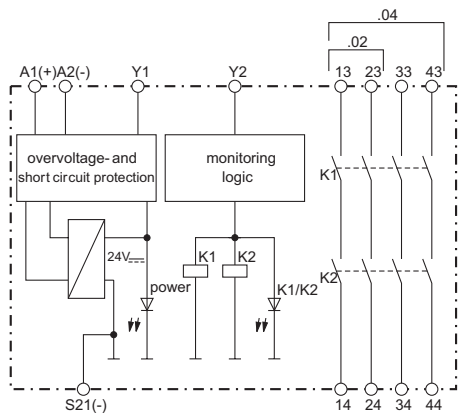 .04
.02
A1(+) A2(-) Y1 Y2 13 23 33 43
overvoltage- and
short circuit protection
monitoring
logic
K1
24V
K1 K2
K2
power
K1/K2
S21(-) 14 24 34 44